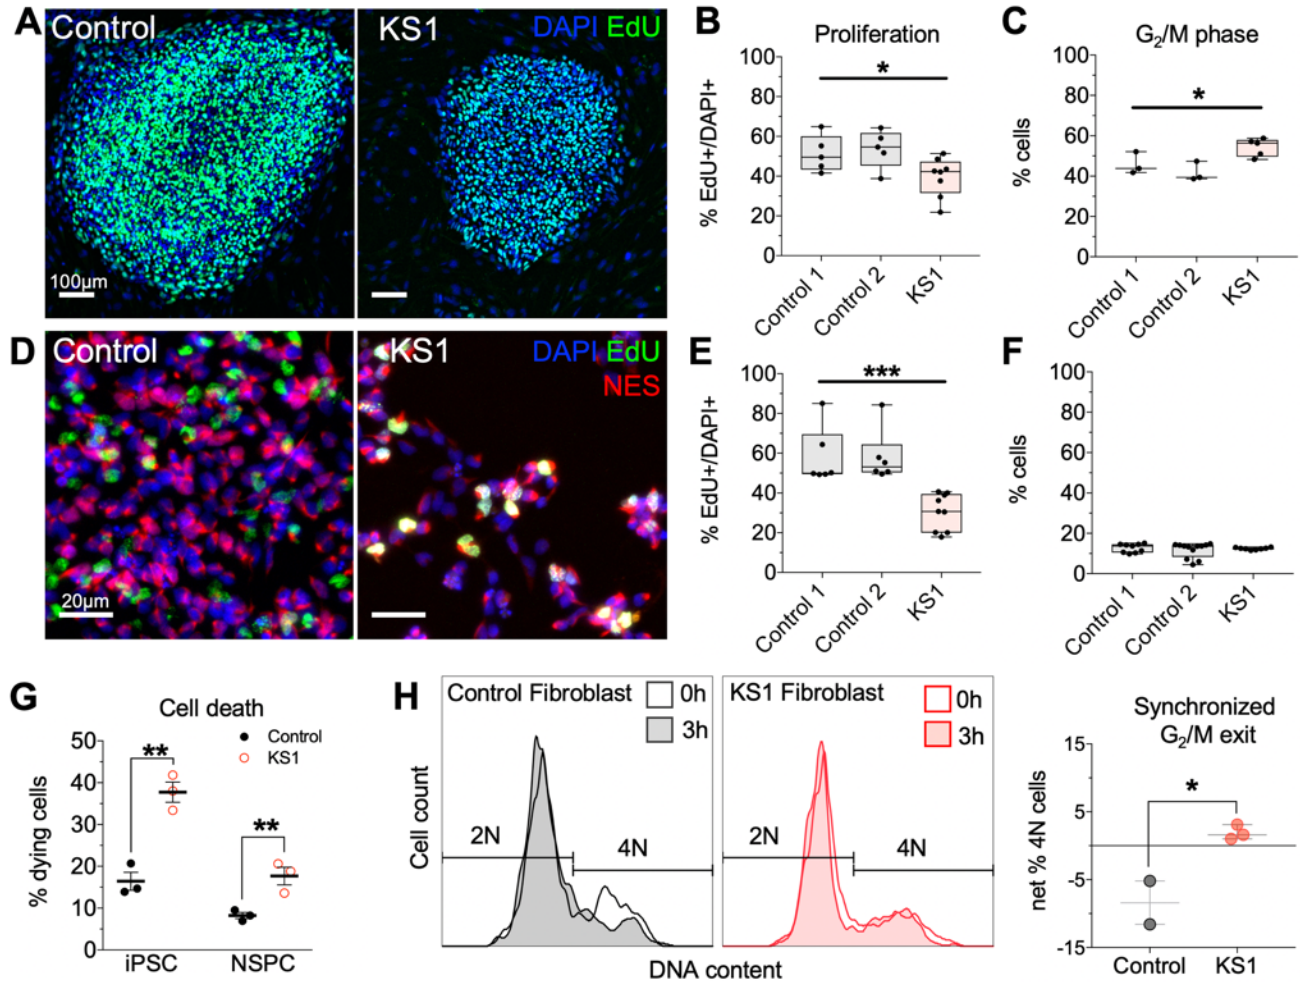 A
Control
KS1
DAPI EdU
100µm
B
Proliferation
*
% EdU+/DAPI+
100
80
60
40
20
0
Control 1
Control 2
KS1
C
G₂/M phase
*
% cells
100
80
60
40
20
0
Control 1
Control 2
KS1
D
Control
KS1
DAPI EdU
NES
20µm
E
***
% EdU+/DAPI+
100
80
60
40
20
0
Control 1
Control 2
KS1
F
% cells
100
80
60
40
20
0
Control 1
Control 2
KS1
G
Cell death
Control
KS1
**
**
% dying cells
50
40
30
20
10
0
iPSC
NSPC
H
Control Fibroblast
0h
3h
2N
4N
Cell count
KS1 Fibroblast
0h
3h
2N
4N
DNA content
Synchronized
G₂/M exit
*
net % 4N cells
15
5
-5
-15
Control
KS1